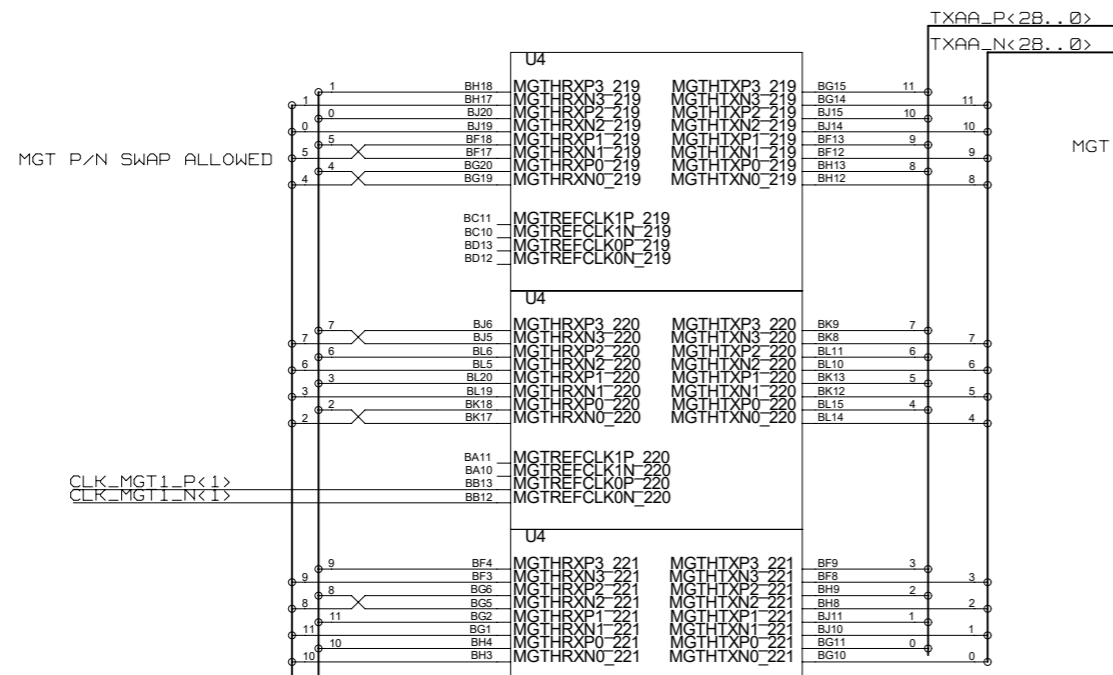 TXAA_P<28..0>
TXAA_N<28..0>
U4
1 BH18 MGTHRXP3_219 MGTHTXP3_219 BG15 11
1 BH17 MGTHRXN3_219 MGTHTXN3_219 BG14 11
0 BJ20 MGTHRXP2_219 MGTHTXP2_219 BJ15 10
0 BJ19 MGTHRXN2_219 MGTHTXN2_219 BJ14 10
5 BF18 MGTHRXP1_219 MGTHTXP1_219 BF13 9
MGT P/N SWAP ALLOWED 5 BF17 MGTHRXN1_219 MGTHTXN1_219 BF12 9 MGT
4 BG20 MGTHRXP0_219 MGTHTXP0_219 BH13 8
4 BG19 MGTHRXN0_219 MGTHTXN0_219 BH12 8
BC11 MGTREFCLK1P_219
BC10 MGTREFCLK1N_219
BD13 MGTREFCLK0P_219
BD12 MGTREFCLK0N_219
U4
7 BJ6 MGTHRXP3_220 MGTHTXP3_220 BK9 7
7 BJ5 MGTHRXN3_220 MGTHTXN3_220 BK8 7
6 BL6 MGTHRXP2_220 MGTHTXP2_220 BL11 6
6 BL5 MGTHRXN2_220 MGTHTXN2_220 BL10 6
3 BL20 MGTHRXP1_220 MGTHTXP1_220 BK13 5
3 BL19 MGTHRXN1_220 MGTHTXN1_220 BK12 5
2 BK18 MGTHRXP0_220 MGTHTXP0_220 BL15 4
2 BK17 MGTHRXN0_220 MGTHTXN0_220 BL14 4
BA11 MGTREFCLK1P_220
BA10 MGTREFCLK1N_220
CLK_MGT1_P<1> BB13 MGTREFCLK0P_220
CLK_MGT1_N<1> BB12 MGTREFCLK0N_220
U4
9 BF4 MGTHRXP3_221 MGTHTXP3_221 BF9 3
9 BF3 MGTHRXN3_221 MGTHTXN3_221 BF8 3
8 BG6 MGTHRXP2_221 MGTHTXP2_221 BH9 2
8 BG5 MGTHRXN2_221 MGTHTXN2_221 BH8 2
11 BG2 MGTHRXP1_221 MGTHTXP1_221 BJ11 1
11 BG1 MGTHRXN1_221 MGTHTXN1_221 BJ10 1
10 BH4 MGTHRXP0_221 MGTHTXP0_221 BG11 0
10 BH3 MGTHRXN0_221 MGTHTXN0_221 BG10 0